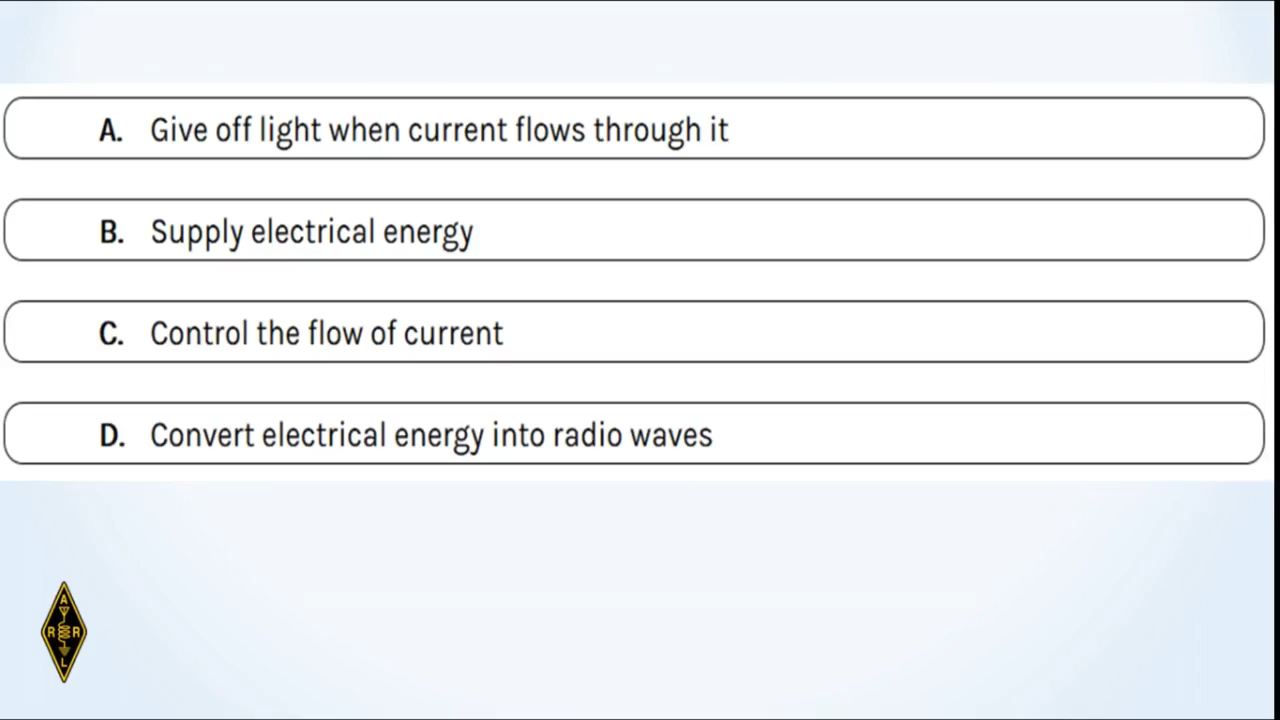 A. Give off light when current flows through it
B. Supply electrical energy
C. Control the flow of current
D. Convert electrical energy into radio waves
A
R R
L